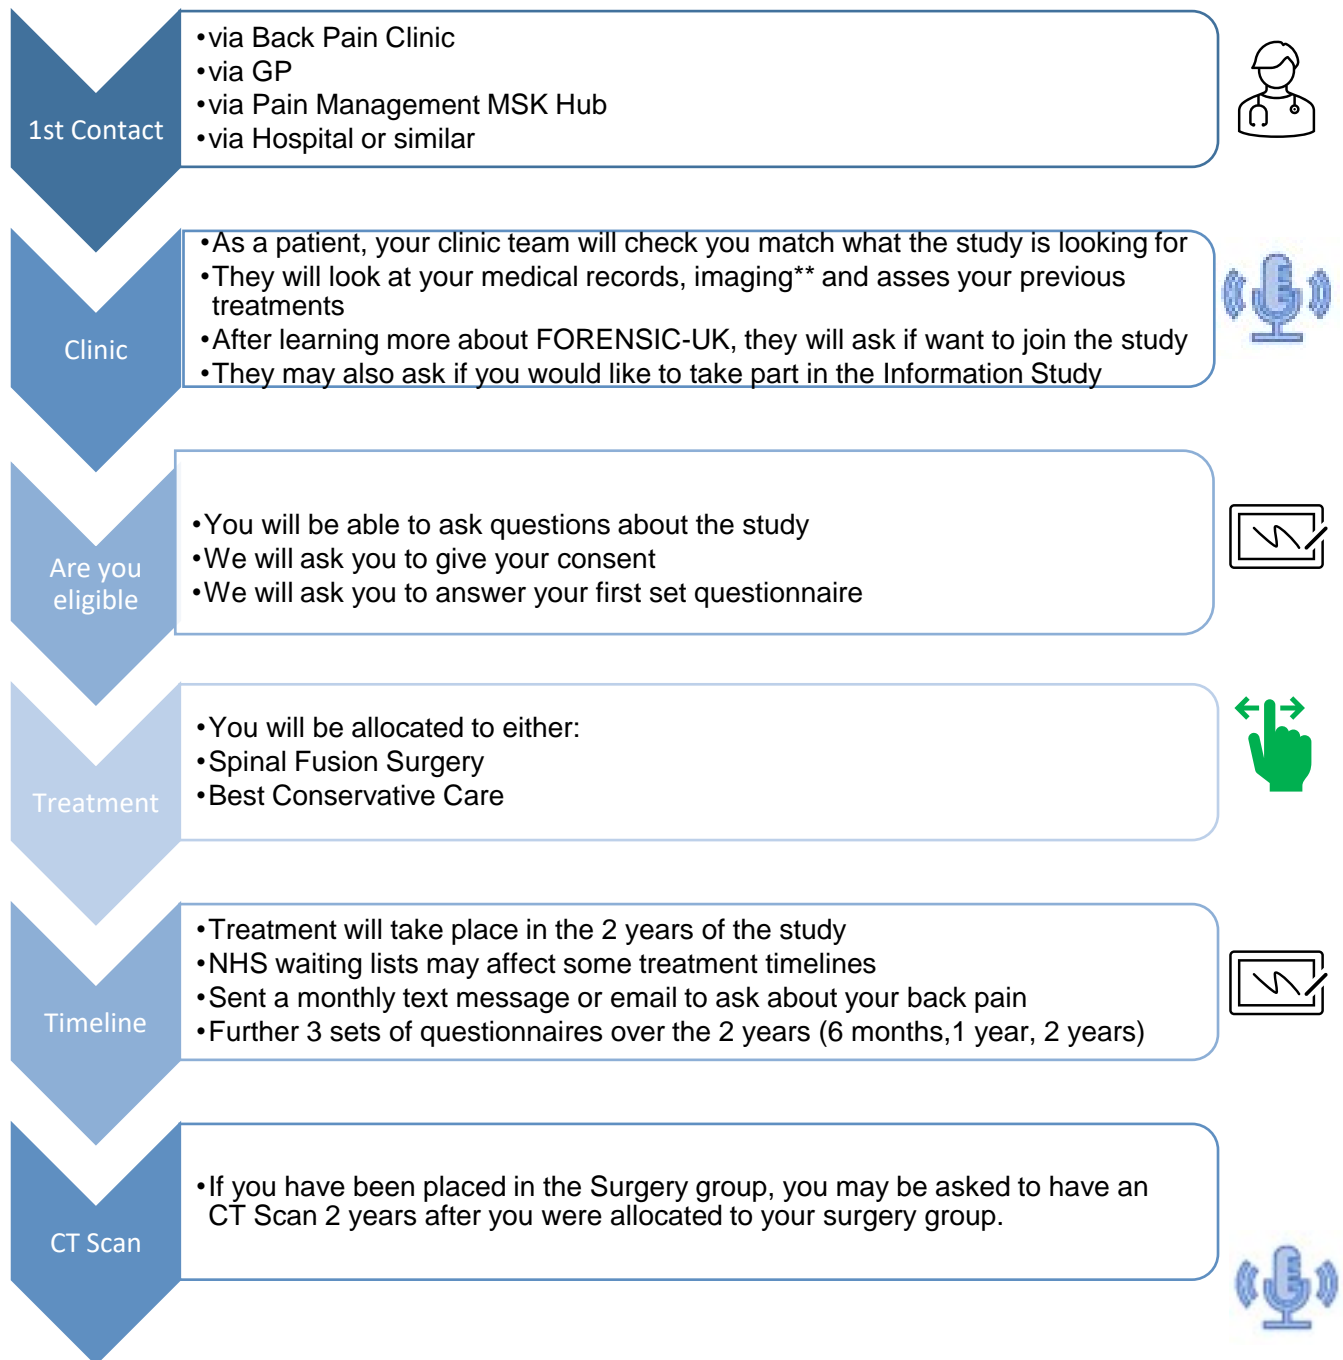 1st Contact
•via Back Pain Clinic
•via GP
•via Pain Management MSK Hub
•via Hospital or similar
Clinic
•As a patient, your clinic team will check you match what the study is looking for
•They will look at your medical records, imaging** and asses your previous
treatments
•After learning more about FORENSIC-UK, they will ask if want to join the study
•They may also ask if you would like to take part in the Information Study
Are you
eligible
•You will be able to ask questions about the study
•We will ask you to give your consent
•We will ask you to answer your first set questionnaire
Treatment
•You will be allocated to either:
•Spinal Fusion Surgery
•Best Conservative Care
Timeline
•Treatment will take place in the 2 years of the study
•NHS waiting lists may affect some treatment timelines
•Sent a monthly text message or email to ask about your back pain
•Further 3 sets of questionnaires over the 2 years (6 months,1 year, 2 years)
CT Scan
•If you have been placed in the Surgery group, you may be asked to have an
CT Scan 2 years after you were allocated to your surgery group.